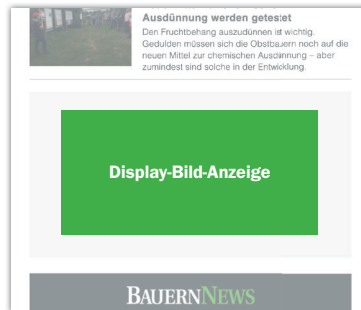 Ausdünnung werden getestet
Den Fruchtbehang auszudünnen ist wichtig.
Gedulden müssen sich die Obstbauern noch auf die
neuen Mittel zur chemischen Ausdünnung – aber
zumindest sind solche in der Entwicklung.
Display-Bild-Anzeige
BAUERNNEWS